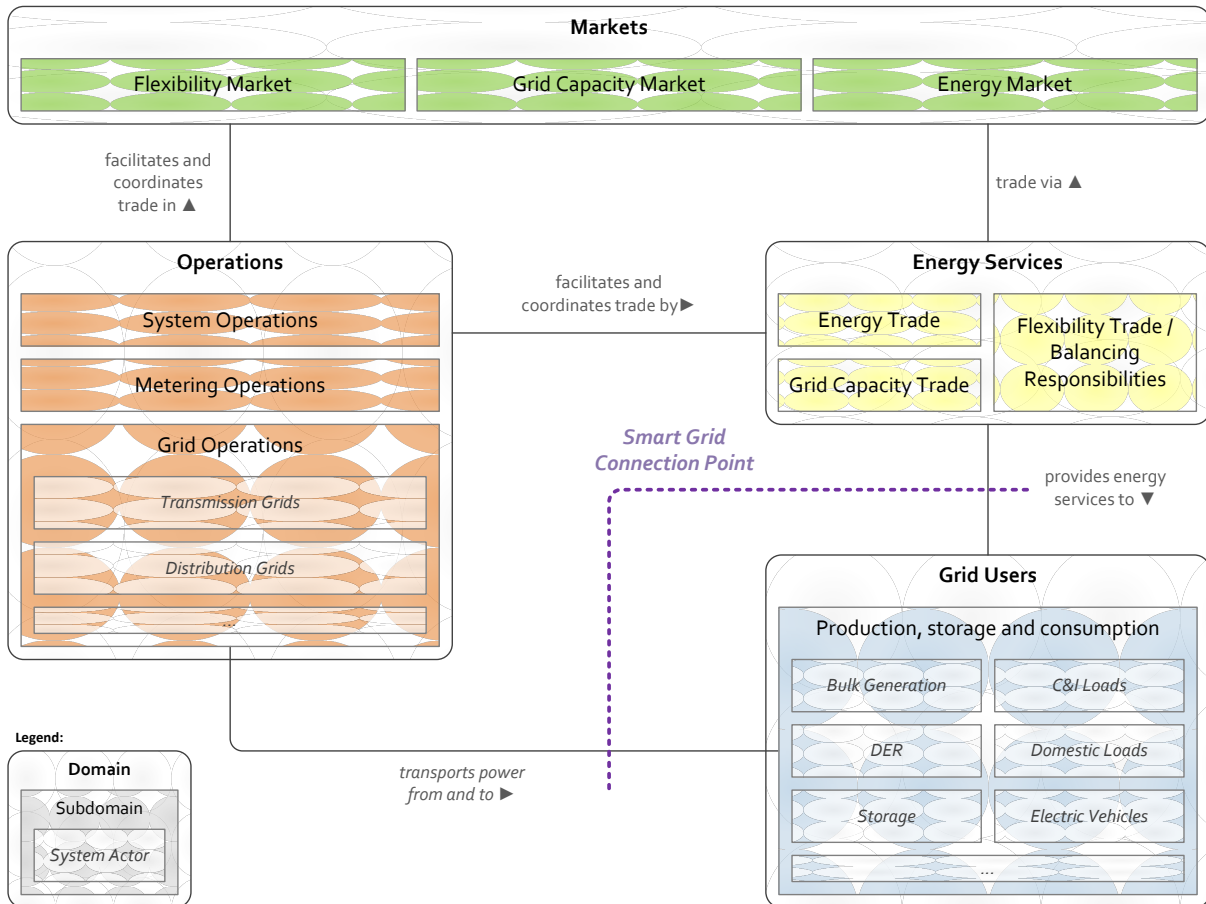 Markets
Flexibility Market
Grid Capacity Market
Energy Market
facilitates and
coordinates
trade in ▲
trade via ▲
Operations
System Operations
Metering Operations
Grid Operations
Transmission Grids
Distribution Grids
...
facilitates and
coordinates trade by ►
Energy Services
Energy Trade
Grid Capacity Trade
Flexibility Trade /
Balancing
Responsibilities
Smart Grid
Connection Point
provides energy
services to ▼
Grid Users
Production, storage and consumption
Bulk Generation
C&I Loads
DER
Domestic Loads
Storage
Electric Vehicles
...
transports power
from and to ►
Legend:
Domain
Subdomain
System Actor